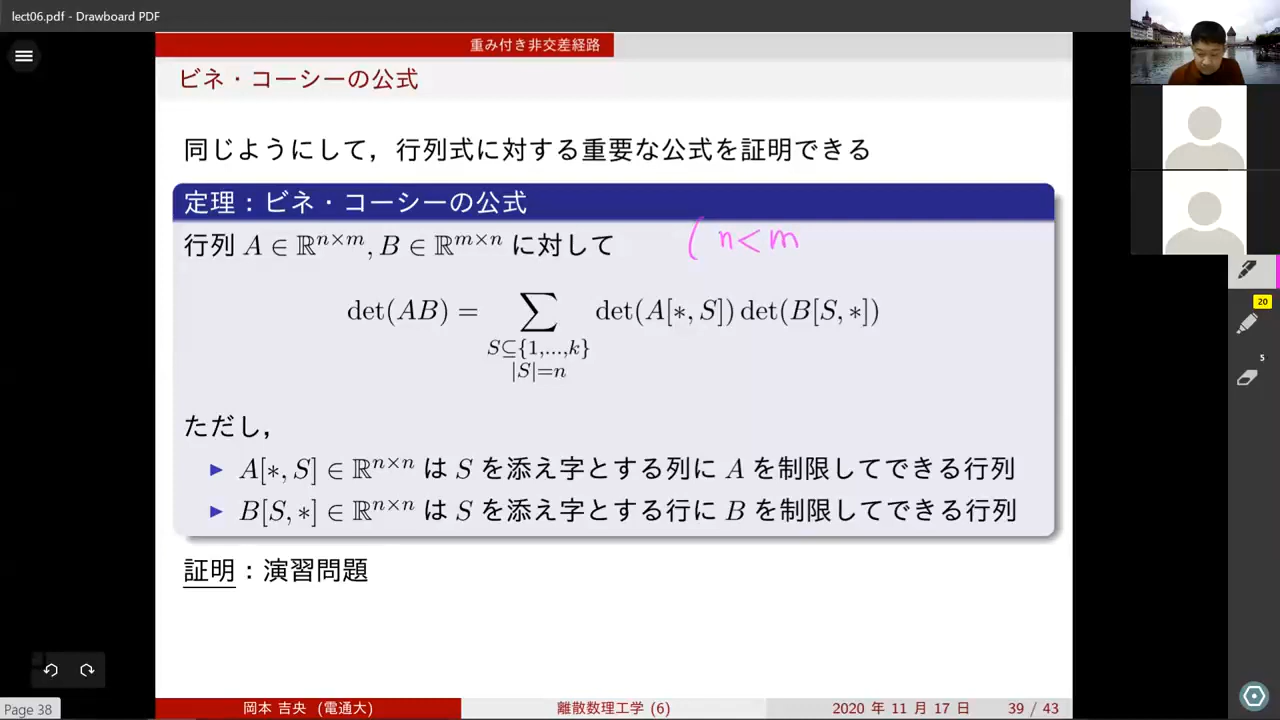 lect06.pdf - Drawboard PDF
重み付き非交差経路
ビネ・コーシーの公式
同じようにして，行列式に対する重要な公式を証明できる
定理：ビネ・コーシーの公式
行列 A ∈ ℝ^{n×m}, B ∈ ℝ^{m×n} に対して ( n<m
det(AB) = ∑ det(A[∗, S]) det(B[S, ∗])
S⊆{1,...,k}
|S|=n
ただし，
▶ A[∗, S] ∈ ℝ^{n×n} は S を添え字とする列に A を制限してできる行列
▶ B[S, ∗] ∈ ℝ^{n×n} は S を添え字とする行に B を制限してできる行列
証明：演習問題
20
5
Page 38
岡本 吉央 (電通大) 離散数理工学 (6) 2020 年 11 月 17 日 39 / 43